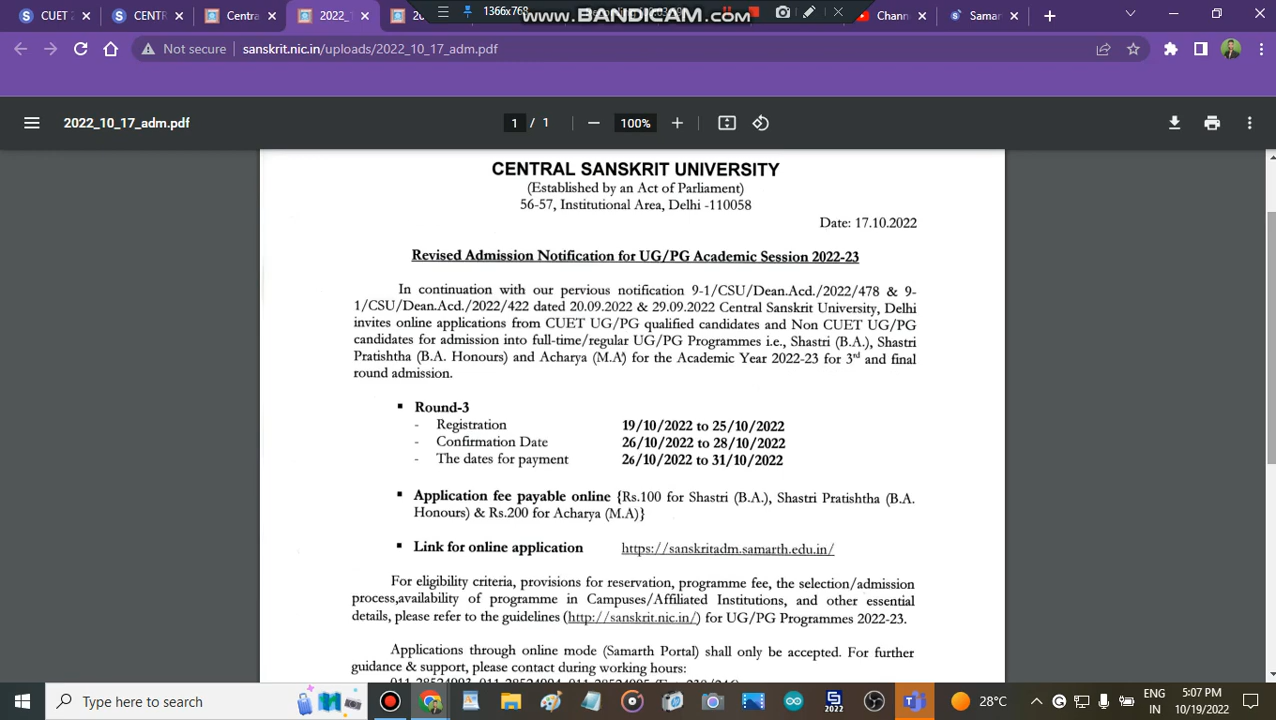 CUET
CENTR
Centra
2022_
20
1366x768
www.BANDICAM.com
Chann
Samar
Not secure sanskrit.nic.in/uploads/2022_10_17_adm.pdf
2022_10_17_adm.pdf 1 / 1 100%
CENTRAL SANSKRIT UNIVERSITY
(Established by an Act of Parliament)
56-57, Institutional Area, Delhi -110058
Date: 17.10.2022
Revised Admission Notification for UG/PG Academic Session 2022-23
In continuation with our pervious notification 9-1/CSU/Dean.Acd./2022/478 & 9-
1/CSU/Dean.Acd./2022/422 dated 20.09.2022 & 29.09.2022 Central Sanskrit University, Delhi
invites online applications from CUET UG/PG qualified candidates and Non CUET UG/PG
candidates for admission into full-time/regular UG/PG Programmes i.e., Shastri (B.A.), Shastri
Pratishtha (B.A. Honours) and Acharya (M.A) for the Academic Year 2022-23 for 3rd and final
round admission.
▪ Round-3
- Registration 19/10/2022 to 25/10/2022
- Confirmation Date 26/10/2022 to 28/10/2022
- The dates for payment 26/10/2022 to 31/10/2022
▪ Application fee payable online {Rs.100 for Shastri (B.A.), Shastri Pratishtha (B.A.
Honours) & Rs.200 for Acharya (M.A)}
▪ Link for online application https://sanskritadm.samarth.edu.in/
For eligibility criteria, provisions for reservation, programme fee, the selection/admission
process,availability of programme in Campuses/Affiliated Institutions, and other essential
details, please refer to the guidelines (http://sanskrit.nic.in/) for UG/PG Programmes 2022-23.
Applications through online mode (Samarth Portal) shall only be accepted. For further
guidance & support, please contact during working hours:
Type here to search
2022
28°C
ENG
IN
5:07 PM
10/19/2022